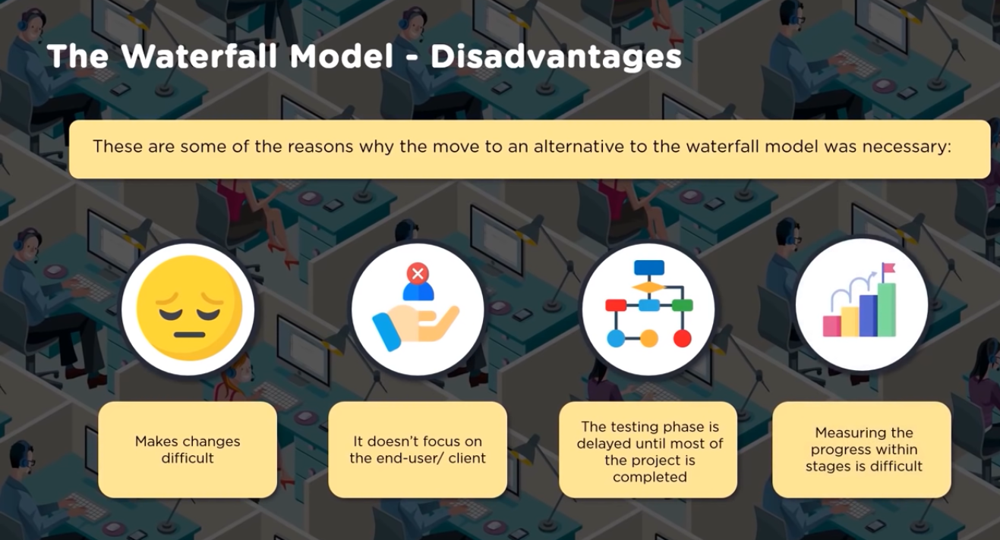 The Waterfall Model - Disadvantages
These are some of the reasons why the move to an alternative to the waterfall model was necessary:
Makes changes
difficult
It doesn't focus on
the end-user/ client
The testing phase is
delayed until most of
the project is
completed
Measuring the
progress within
stages is difficult